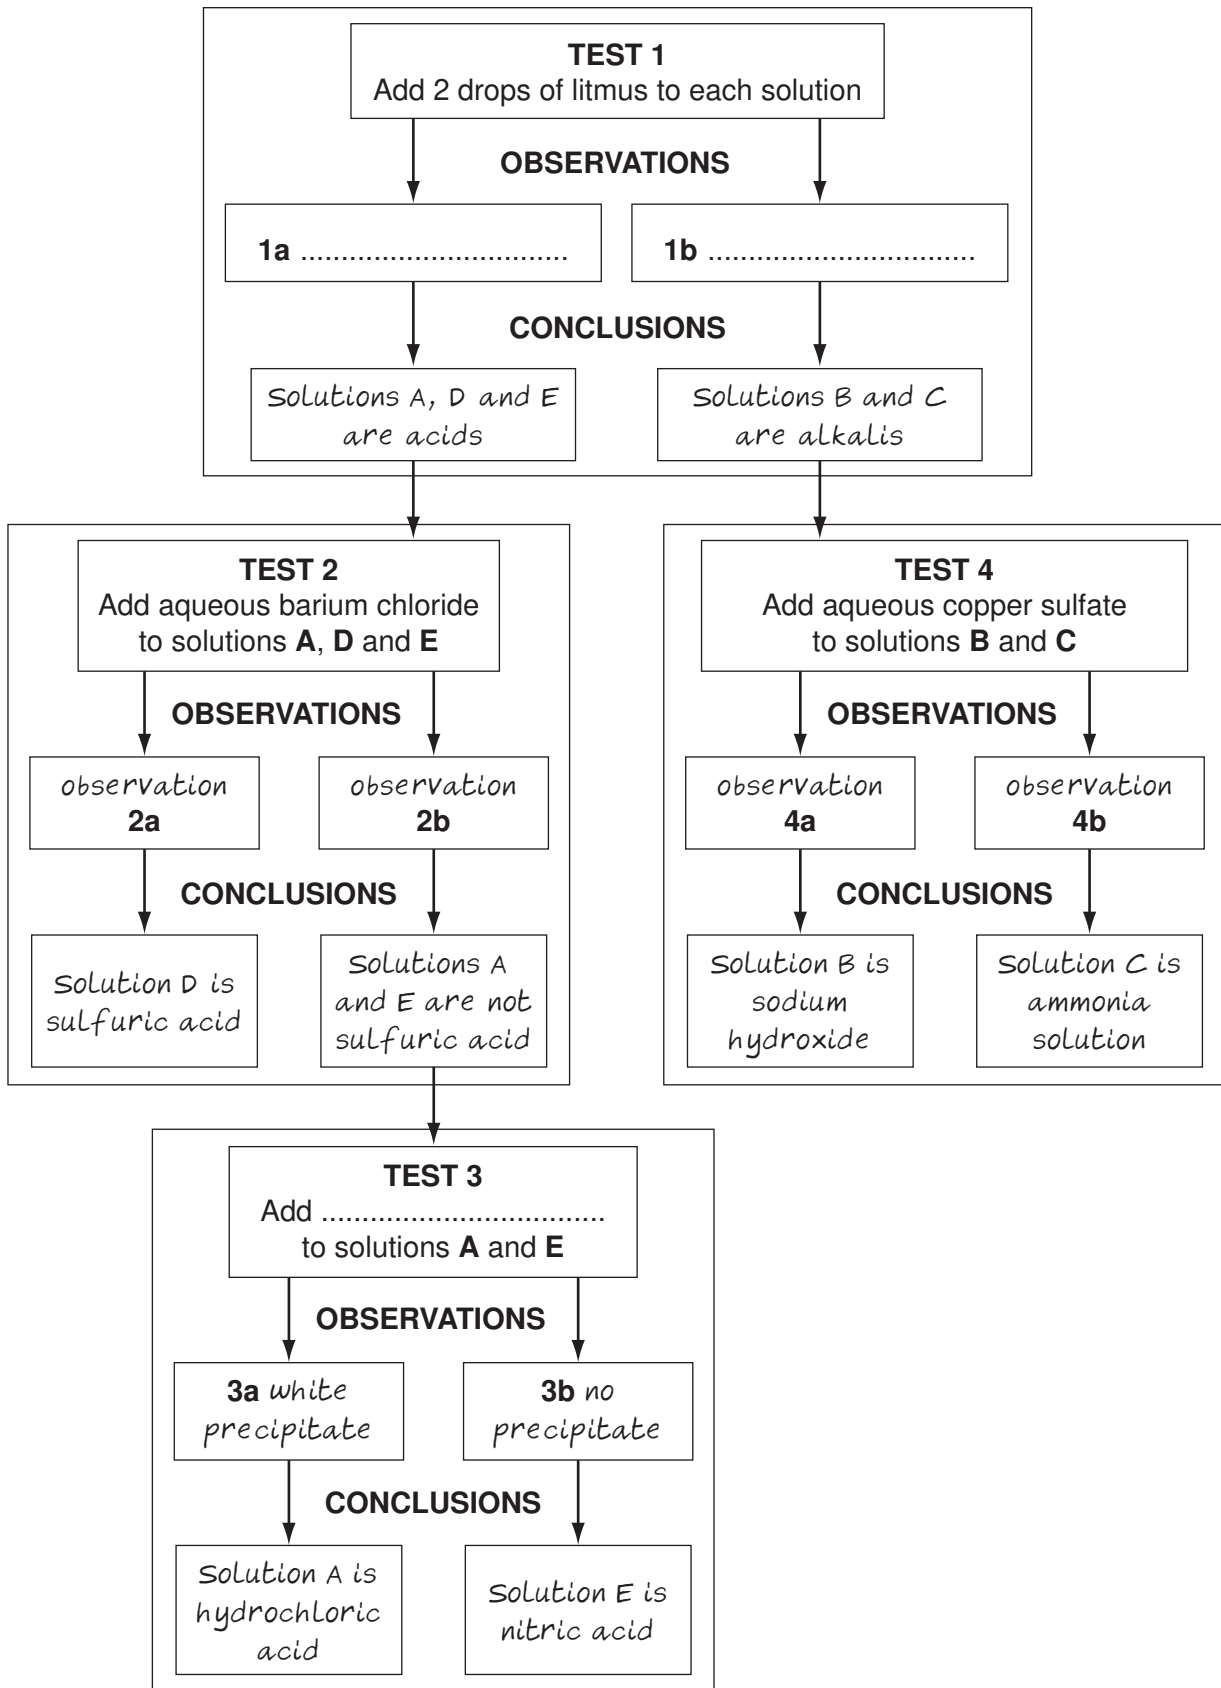 TEST 1
Add 2 drops of litmus to each solution
OBSERVATIONS
1a .................................
1b .................................
CONCLUSIONS
Solutions A, D and E
are acids
Solutions B and C
are alkalis
TEST 2
Add aqueous barium chloride
to solutions A, D and E
OBSERVATIONS
observation
2a
observation
2b
CONCLUSIONS
Solution D is
sulfuric acid
Solutions A
and E are not
sulfuric acid
TEST 4
Add aqueous copper sulfate
to solutions B and C
OBSERVATIONS
observation
4a
observation
4b
CONCLUSIONS
Solution B is
sodium
hydroxide
Solution C is
ammonia
solution
TEST 3
Add ...................................
to solutions A and E
OBSERVATIONS
3a white
precipitate
3b no
precipitate
CONCLUSIONS
Solution A is
hydrochloric
acid
Solution E is
nitric acid